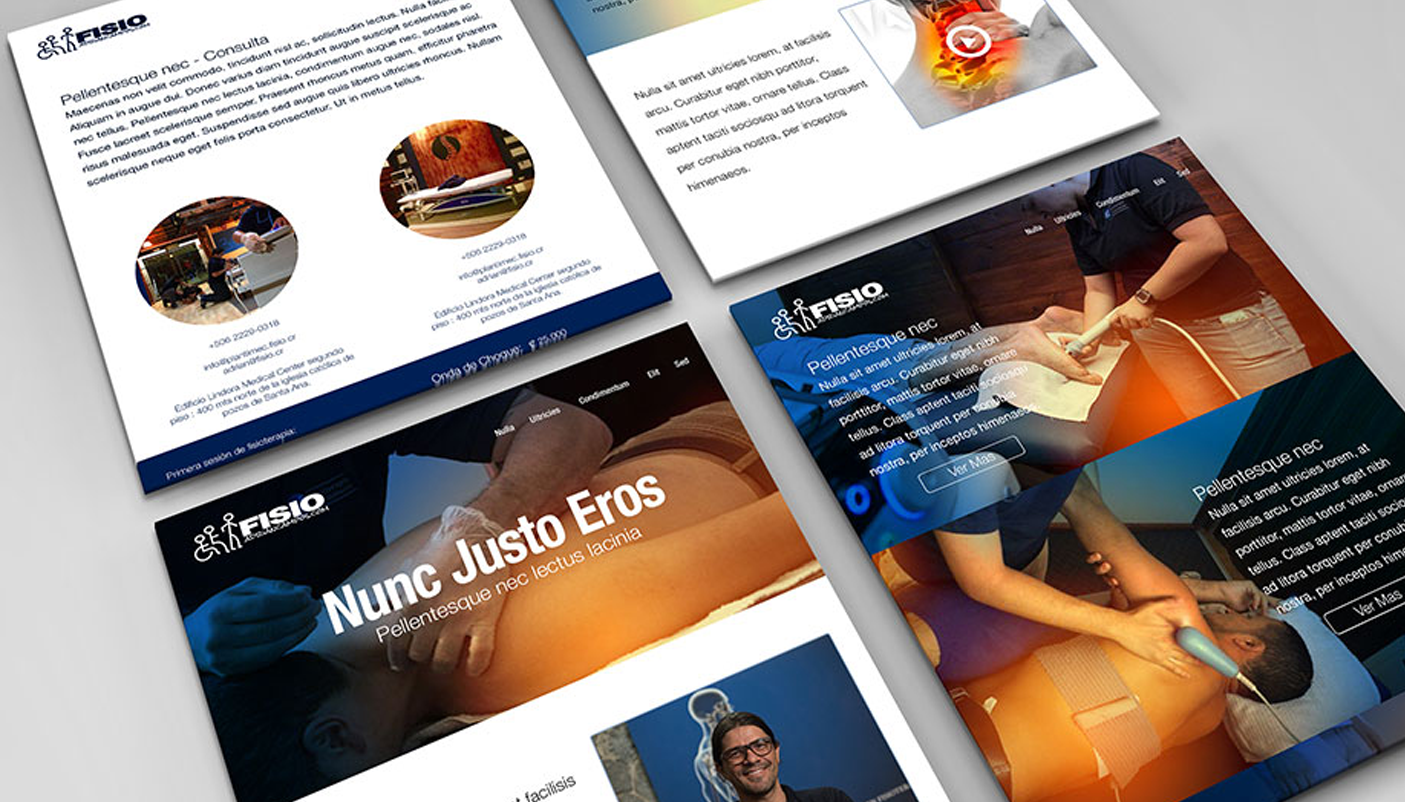 FISIO
ADRIANCAMPOS.COM
Pellentesque nec - Consulta
Maecenas non velit commodo, tincidunt nisl ac, sollicitudin lectus. Nulla
Aliquam in augue dui. Donec varius diam tincidunt augue suscipit scelerisque ac
nec tellus. Pellentesque nec lectus lacinia, condimentum augue nec, sodales nisl.
Fusce laoreet scelerisque semper. Praesent rhoncus metus quam, efficitur pharetra
risus malesuada eget. Suspendisse sed augue quis libero ultricies rhoncus. Nullam
scelerisque neque eget felis porta consectetur. Ut in metus tellus.
+506 2229-0318
info@plantimec.fisio.cr
adrian@fisio.cr
Edificio Lindora Medical Center segundo
piso : 400 mts norte de la iglesia católica de
pozos de Santa Ana.
+506 2229-0318
info@plantimec.fisio.cr
adrian@fisio.cr
Edificio Lindora Medical Center segundo
piso : 400 mts norte de la iglesia católica de
pozos de Santa Ana.
Primera sesión de fisioterapia:
Onda de Choque: ₡ 25.000
nostra,
Nulla sit amet ultricies lorem, at facilisis
arcu. Curabitur eget nibh porttitor,
mattis tortor vitae, ornare tellus. Class
aptent taciti sociosqu ad litora torquent
per conubia nostra, per inceptos
himenaeos.
Nulla Ultricies Condimentum Elit Sed
FISIO
ADRIANCAMPOS.COM
Nunc Justo Eros
Pellentesque nec lectus lacinia
facilisis
Nulla Ultricies Condimentum Elit Sed
FISIO
ADRIANCAMPOS.COM
Pellentesque nec
Nulla sit amet ultricies lorem, at
facilisis arcu. Curabitur eget nibh
porttitor, mattis tortor vitae, ornare
tellus. Class aptent taciti sociosqu
ad litora torquent per conubia
nostra, per inceptos himenaeos.
Ver Mas
Pellentesque nec
Nulla sit amet ultricies lorem, at
facilisis arcu. Curabitur eget nibh
porttitor, mattis tortor vitae, ornare
tellus. Class aptent taciti
ad litora torquent per
nostra, per inceptos
Ver Mas